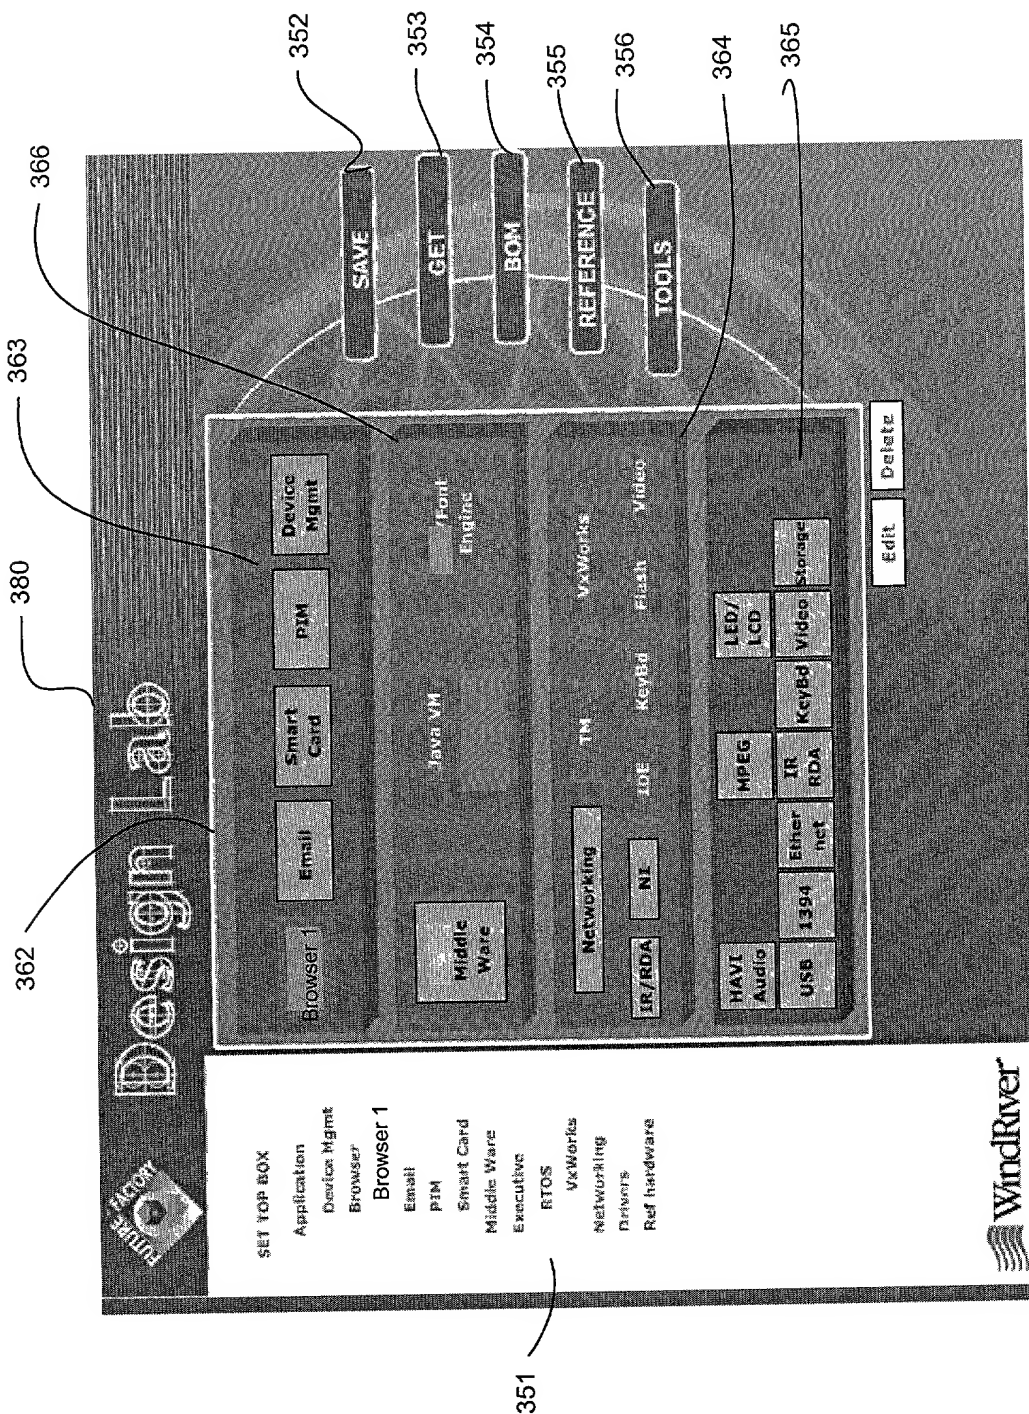 FUTURE FACTORY
Design Lab
SET TOP BOX
Application
Device Mgmt
Browser
Browser 1
Email
PIM
Smart Card
Middle Ware
Executive
RTOS
VxWorks
Networking
Drivers
Ref hardware
WindRiver
Browser 1
Email
Smart Card
PIM
Device Mgmt
Middle Ware
Java VM
/Font Engine
Networking
TM
VxWorks
IR/RDA
NI
IDE
KeyBd
Flash
Video
HAVI Audio
MPEG
LED/ LCD
USB
1394
Ether net
IR RDA
KeyBd
Video
Storage
Edit
Delete
SAVE
GET
BOM
REFERENCE
TOOLS
351
362
380
363
366
352
353
354
355
356
364
365